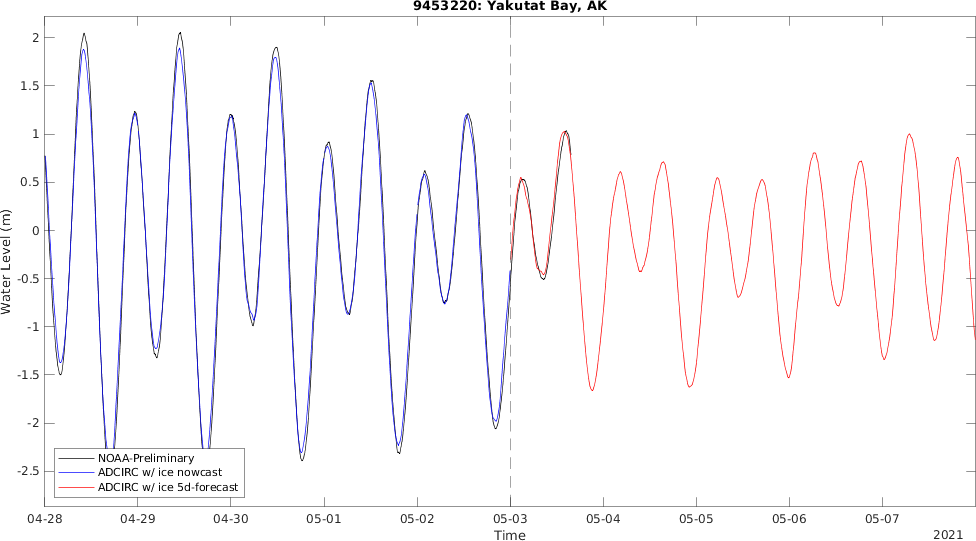 9453220: Yakutat Bay, AK
2
1.5
1
0.5
0
-0.5
-1
-1.5
-2
-2.5
Water Level (m)
NOAA-Preliminary
ADCIRC w/ ice nowcast
ADCIRC w/ ice 5d-forecast
04-28 04-29 04-30 05-01 05-02 05-03 05-04 05-05 05-06 05-07
Time
2021